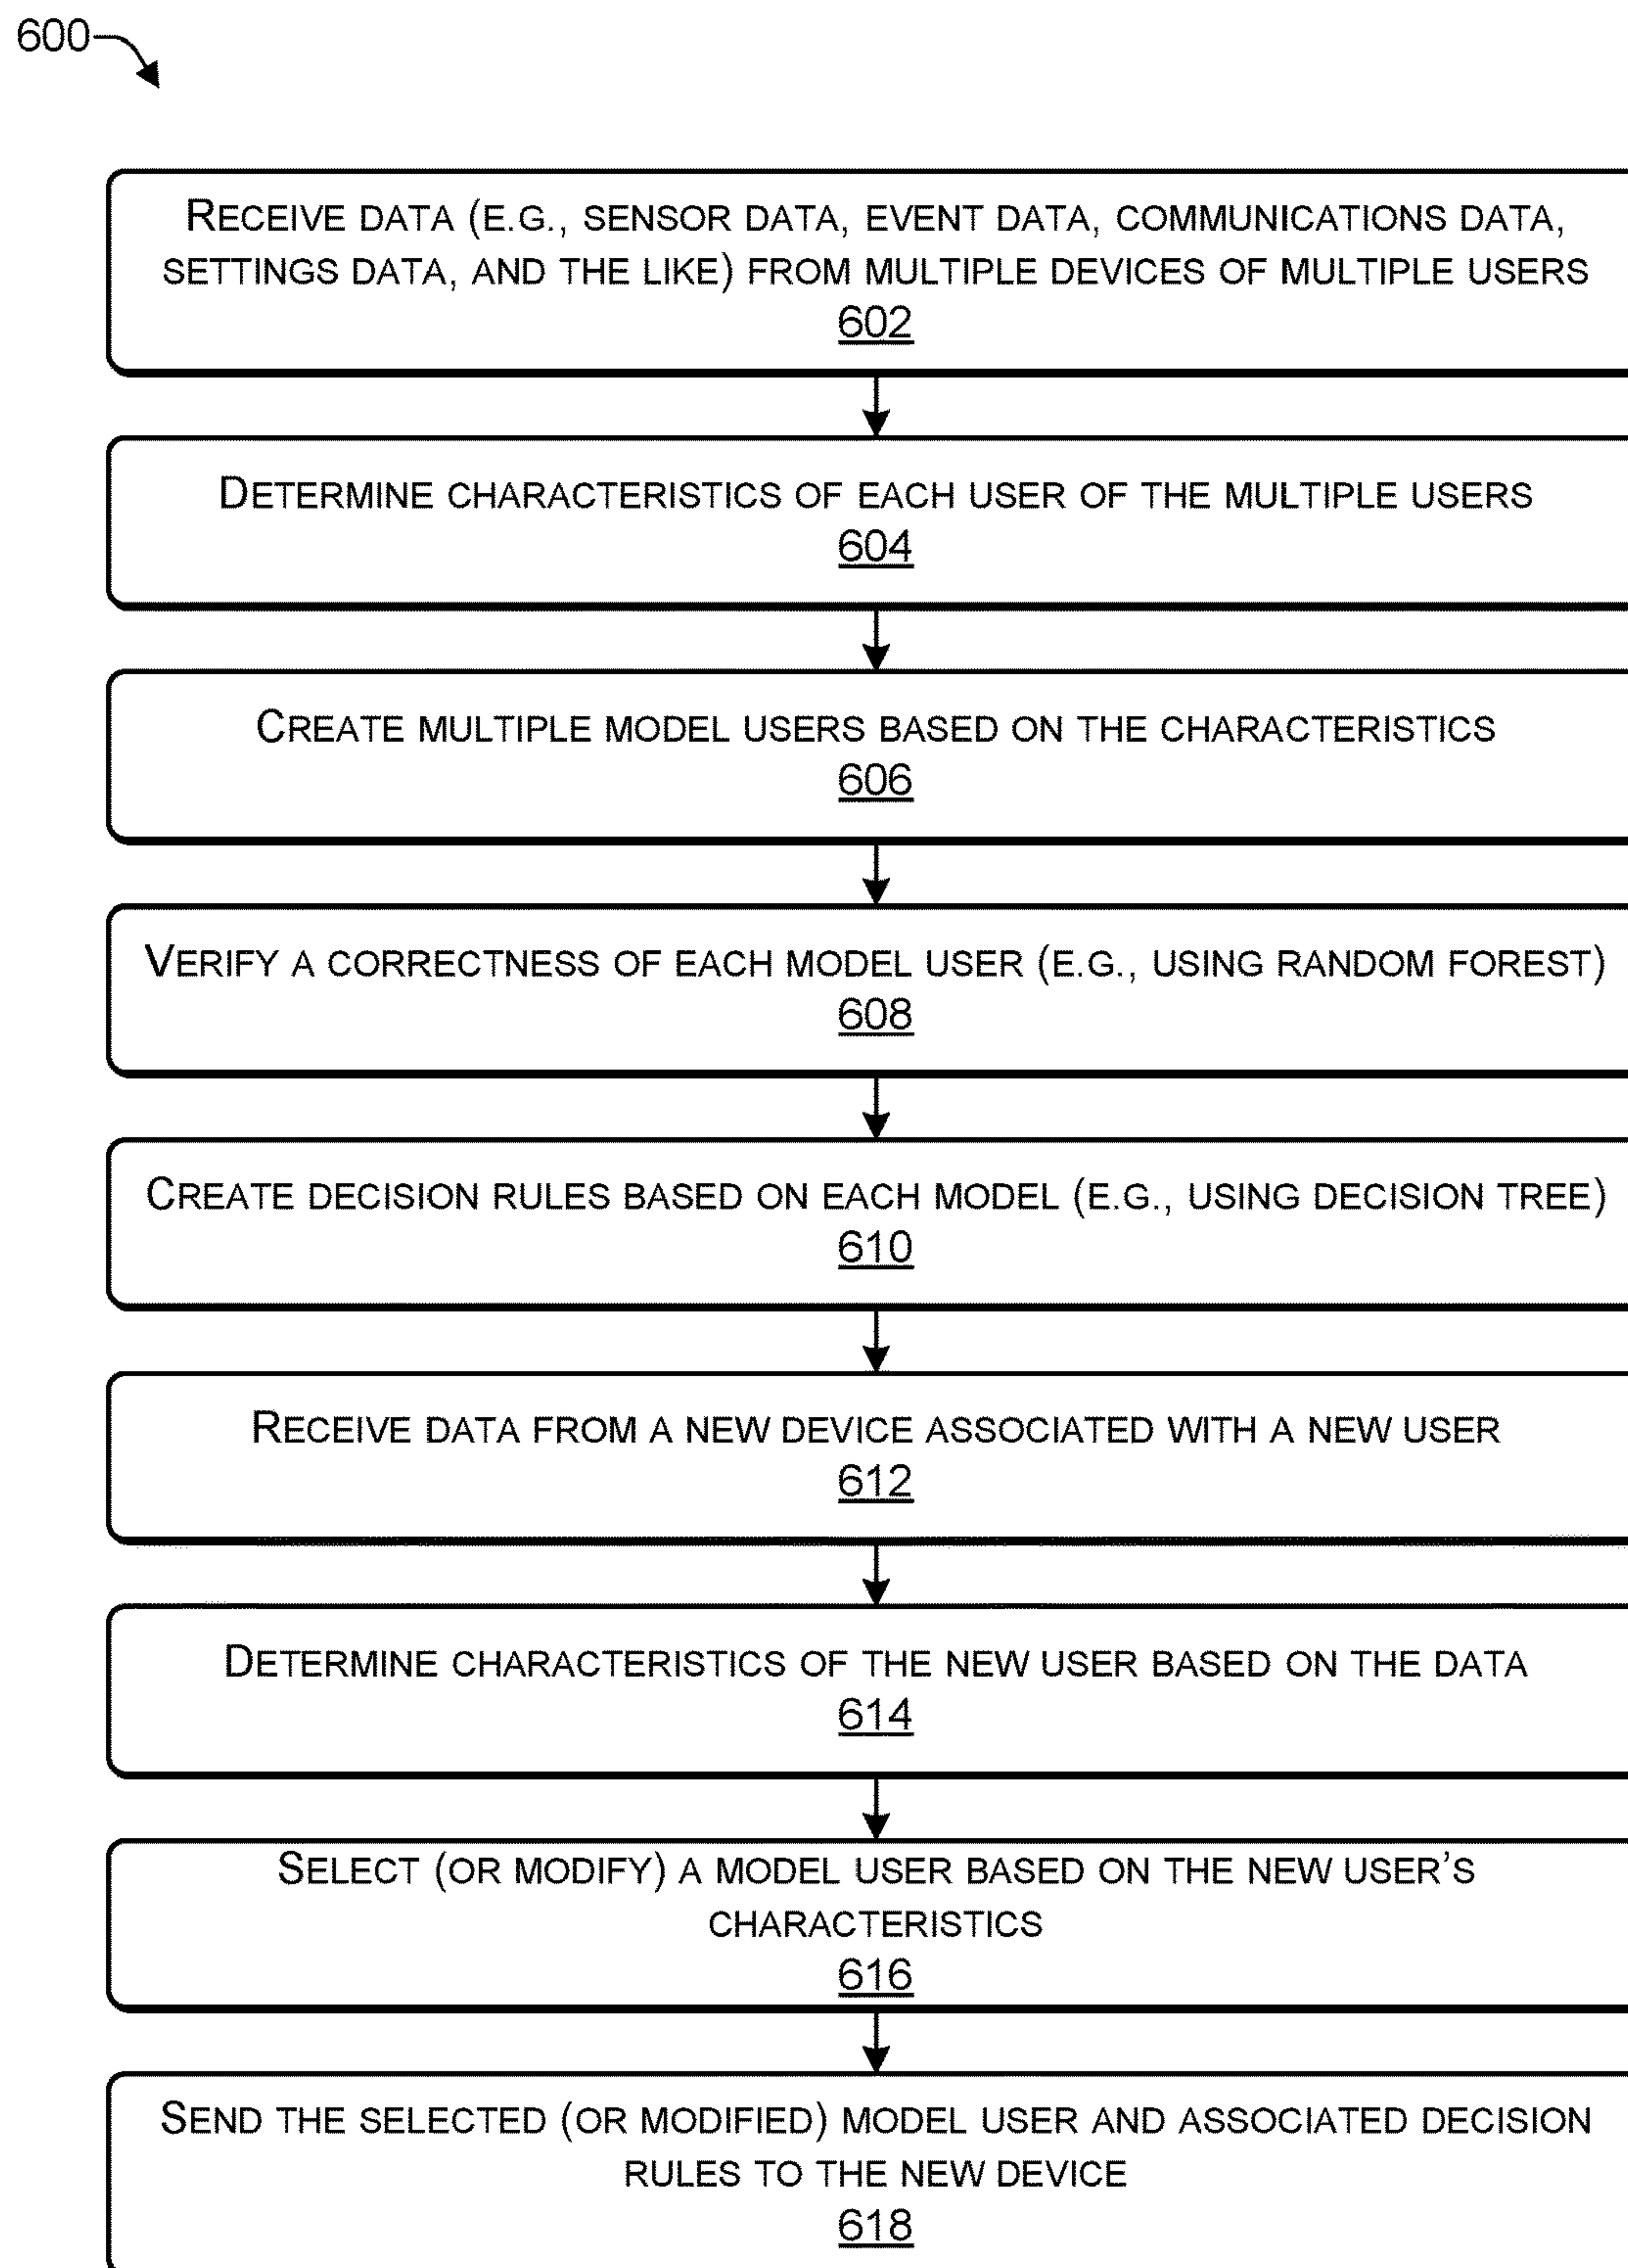 600
RECEIVE DATA (E.G., SENSOR DATA, EVENT DATA, COMMUNICATIONS DATA,
SETTINGS DATA, AND THE LIKE) FROM MULTIPLE DEVICES OF MULTIPLE USERS
602
DETERMINE CHARACTERISTICS OF EACH USER OF THE MULTIPLE USERS
604
CREATE MULTIPLE MODEL USERS BASED ON THE CHARACTERISTICS
606
VERIFY A CORRECTNESS OF EACH MODEL USER (E.G., USING RANDOM FOREST)
608
CREATE DECISION RULES BASED ON EACH MODEL (E.G., USING DECISION TREE)
610
RECEIVE DATA FROM A NEW DEVICE ASSOCIATED WITH A NEW USER
612
DETERMINE CHARACTERISTICS OF THE NEW USER BASED ON THE DATA
614
SELECT (OR MODIFY) A MODEL USER BASED ON THE NEW USER'S
CHARACTERISTICS
616
SEND THE SELECTED (OR MODIFIED) MODEL USER AND ASSOCIATED DECISION
RULES TO THE NEW DEVICE
618